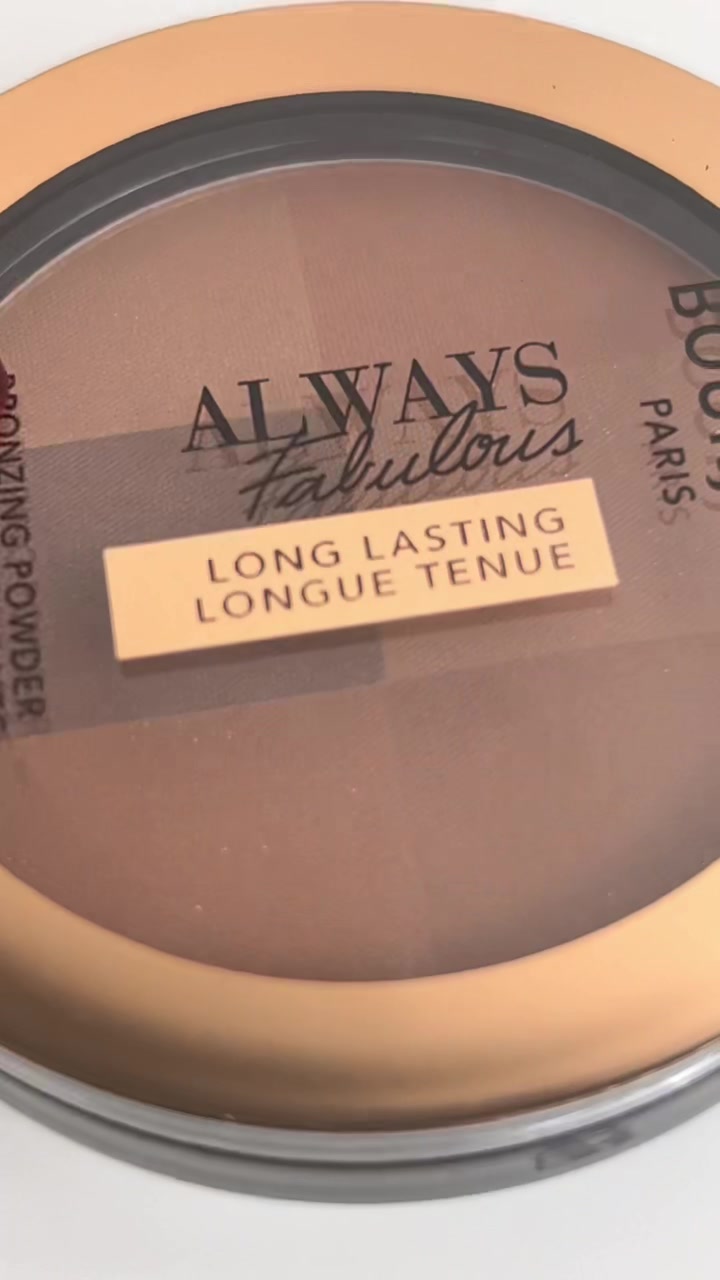 ALWAYS
Fabulous
LONG LASTING
LONGUE TENUE
PARIS
BRONZING POWDER